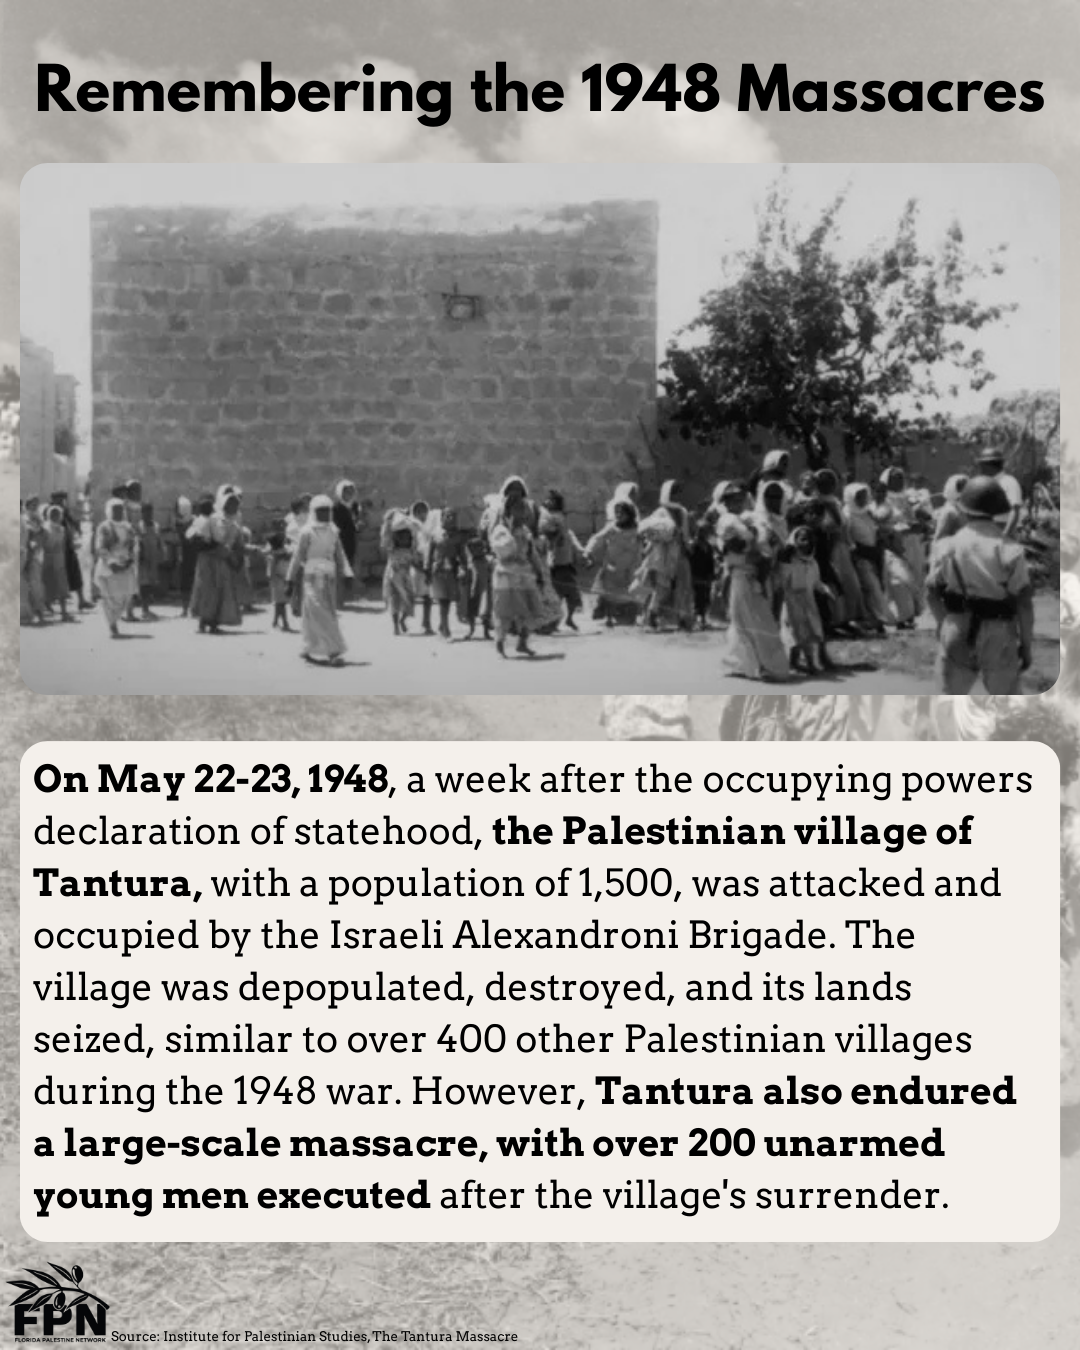 Remembering the 1948 Massacres
On May 22-23, 1948, a week after the occupying powers
declaration of statehood, the Palestinian village of
Tantura, with a population of 1,500, was attacked and
occupied by the Israeli Alexandroni Brigade. The
village was depopulated, destroyed, and its lands
seized, similar to over 400 other Palestinian villages
during the 1948 war. However, Tantura also endured
a large-scale massacre, with over 200 unarmed
young men executed after the village's surrender.
FPN
FLORIDA PALESTINE NETWORK
Source: Institute for Palestinian Studies, The Tantura Massacre